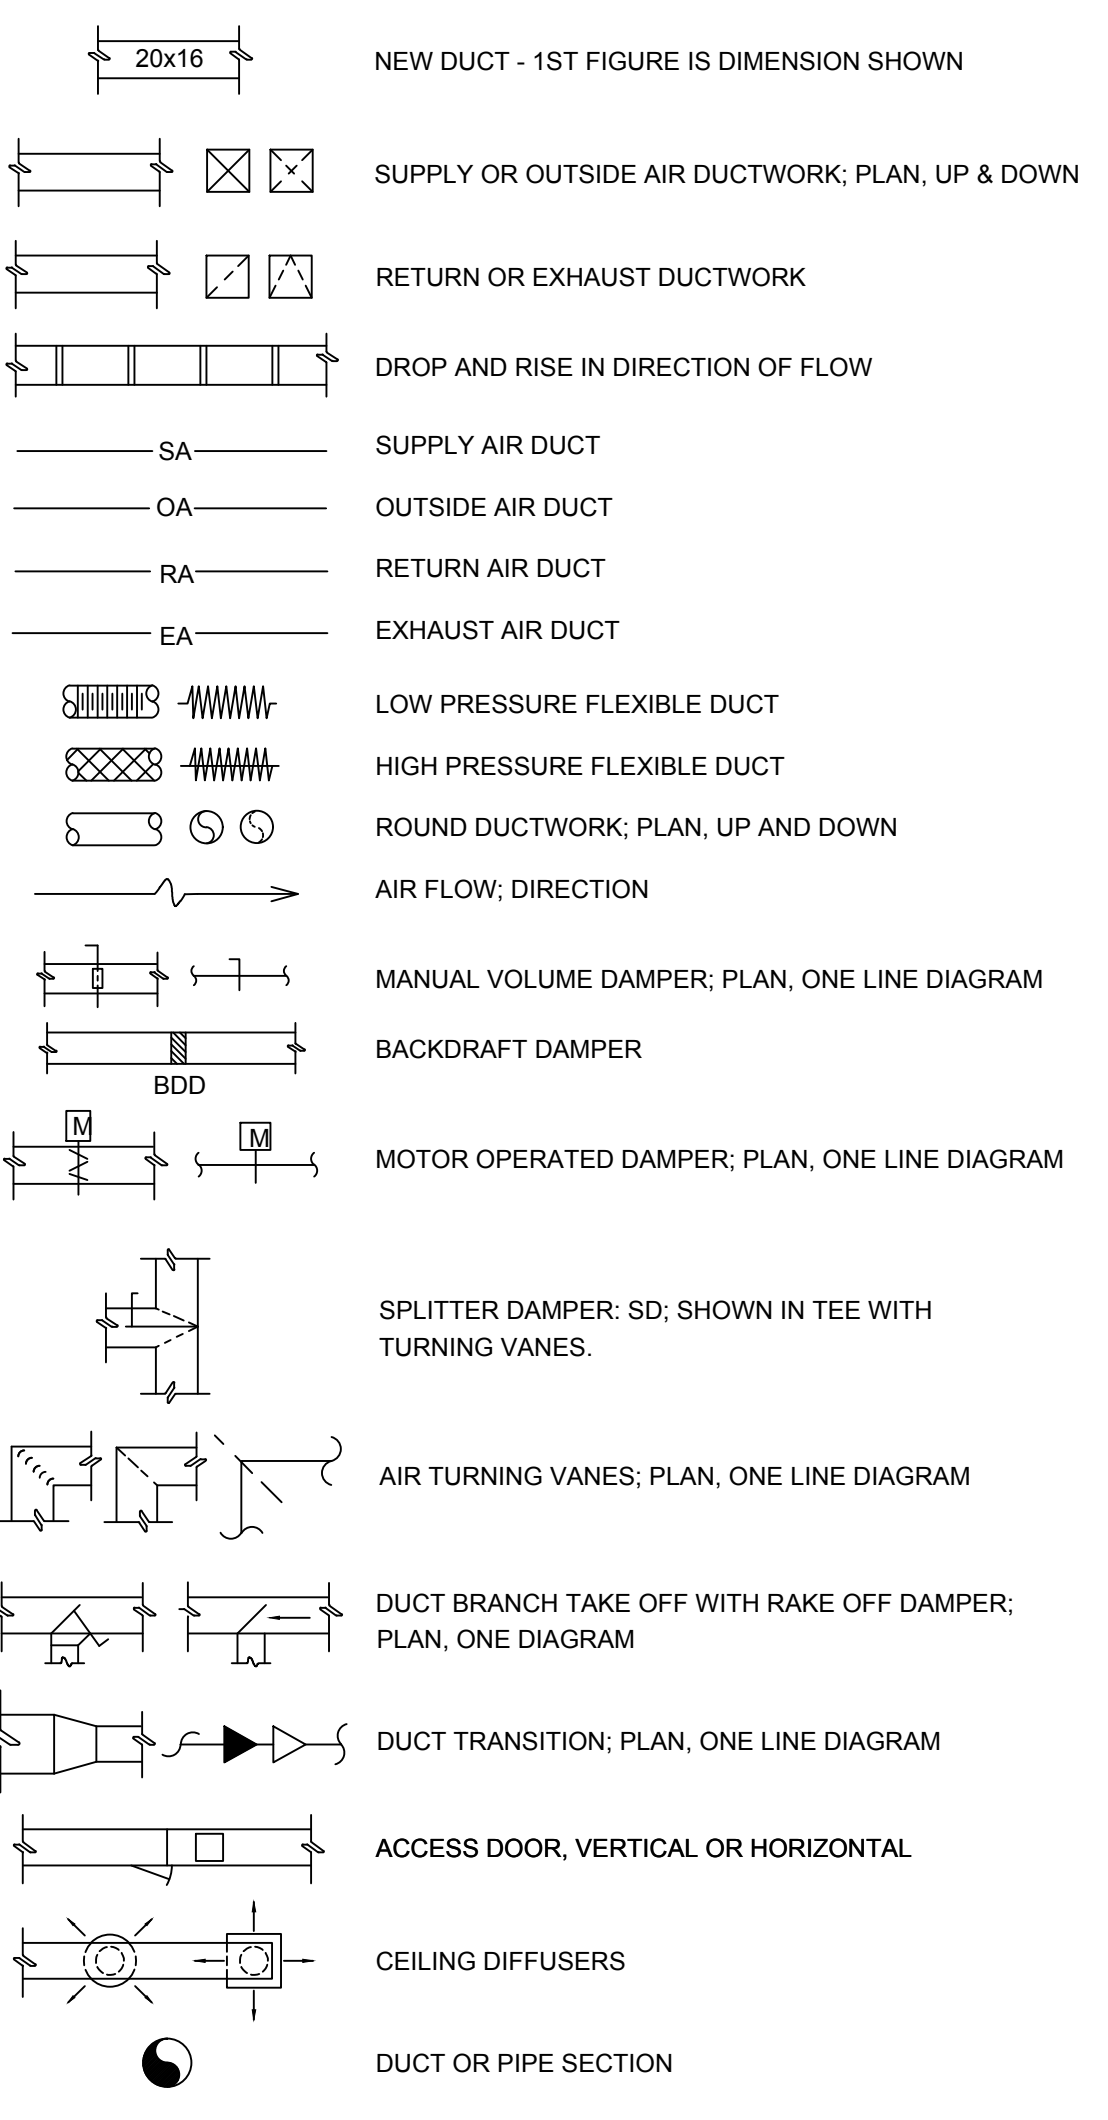 20x16
NEW DUCT - 1ST FIGURE IS DIMENSION SHOWN
SUPPLY OR OUTSIDE AIR DUCTWORK; PLAN, UP & DOWN
RETURN OR EXHAUST DUCTWORK
DROP AND RISE IN DIRECTION OF FLOW
SA
SUPPLY AIR DUCT
OA
OUTSIDE AIR DUCT
RA
RETURN AIR DUCT
EA
EXHAUST AIR DUCT
LOW PRESSURE FLEXIBLE DUCT
HIGH PRESSURE FLEXIBLE DUCT
ROUND DUCTWORK; PLAN, UP AND DOWN
AIR FLOW; DIRECTION
MANUAL VOLUME DAMPER; PLAN, ONE LINE DIAGRAM
BACKDRAFT DAMPER
BDD
M
M
MOTOR OPERATED DAMPER; PLAN, ONE LINE DIAGRAM
SPLITTER DAMPER: SD; SHOWN IN TEE WITH
TURNING VANES.
AIR TURNING VANES; PLAN, ONE LINE DIAGRAM
DUCT BRANCH TAKE OFF WITH RAKE OFF DAMPER;
PLAN, ONE DIAGRAM
DUCT TRANSITION; PLAN, ONE LINE DIAGRAM
ACCESS DOOR, VERTICAL OR HORIZONTAL
CEILING DIFFUSERS
DUCT OR PIPE SECTION